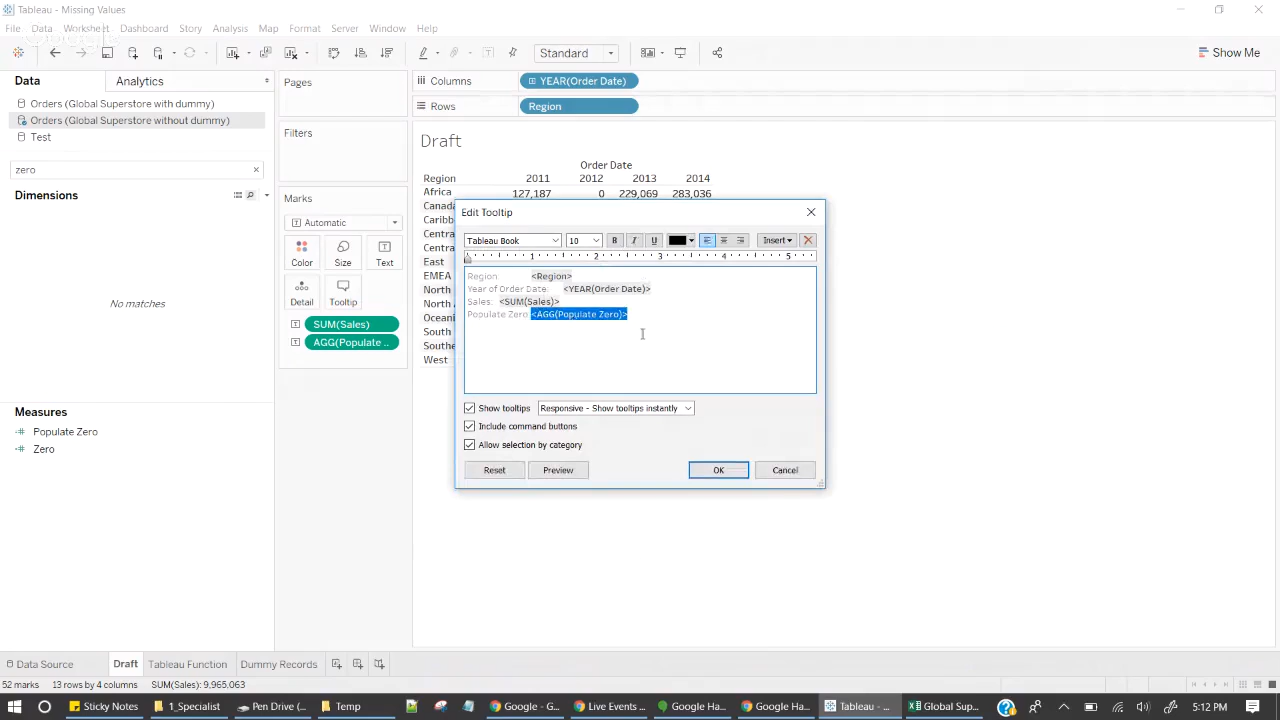 Tableau - Missing Values
File Data Worksheet Dashboard Story Analysis Map Format Server Window Help
Standard
Show Me
Data
Analytics
Pages
Columns
YEAR(Order Date)
Rows
Region
Orders (Global Superstore with dummy)
Orders (Global Superstore without dummy)
Test
Filters
zero
Draft
Order Date
Region 2011 2012 2013 2014
Africa 127,187 0 229,069 283,036
Canada
Caribb
Centra
Centra
East
EMEA
North
North
Oceani
South
Southe
West
Dimensions
No matches
Marks
Automatic
Color
Size
Text
Detail
Tooltip
SUM(Sales)
AGG(Populate ..
Edit Tooltip
Tableau Book
10
B I U
Insert
1 2 3 4 5
Region: <Region>
Year of Order Date: <YEAR(Order Date)>
Sales: <SUM(Sales)>
Populate Zero: <AGG(Populate Zero)>
Show tooltips
Responsive - Show tooltips instantly
Include command buttons
Allow selection by category
Reset
Preview
OK
Cancel
Measures
Populate Zero
Zero
Data Source
Draft
Tableau Function
Dummy Records
52 marks 13 rows by 4 columns SUM(Sales): 9,965,063
Sticky Notes
1_Specialist
Pen Drive (...
Temp
Google - G...
Live Events ...
Google Ha...
Google Ha...
Tableau - ...
Global Sup...
5:12 PM